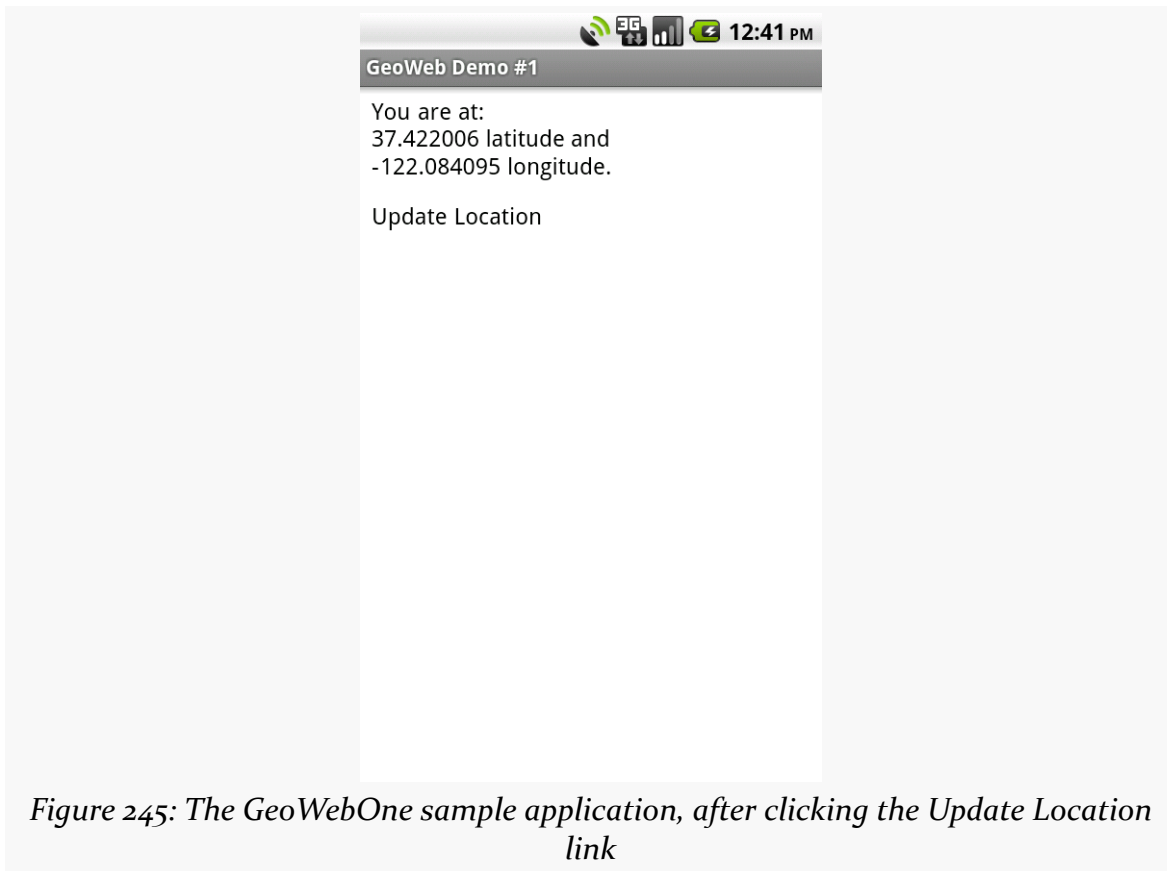 3G 12:41 PM
GeoWeb Demo #1
You are at:
37.422006 latitude and
-122.084095 longitude.
Update Location
Figure 245: The GeoWebOne sample application, after clicking the Update Location
link